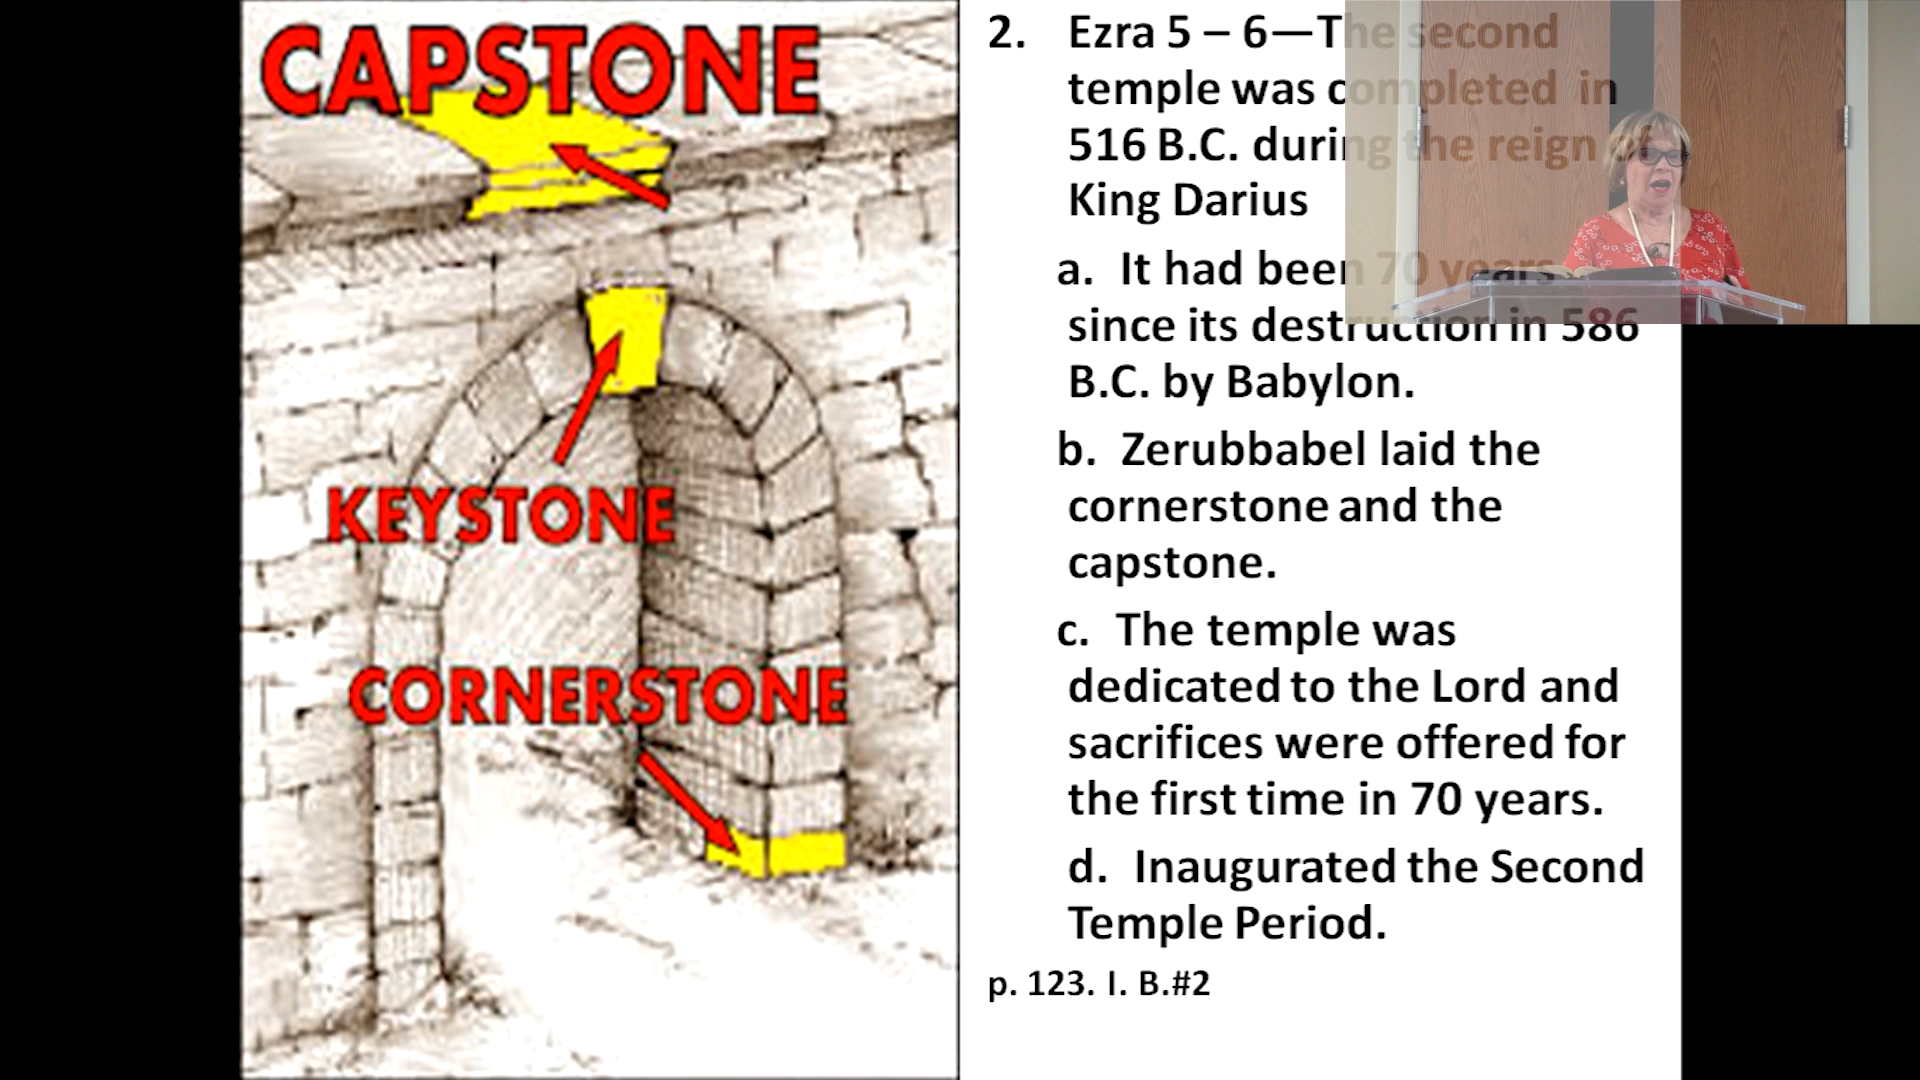 CAPSTONE
KEYSTONE
CORNERSTONE
2. Ezra 5 – 6—The second
temple was completed in
516 B.C. during the reign of
King Darius
a. It had been 70 years
since its destruction in 586
B.C. by Babylon.
b. Zerubbabel laid the
cornerstone and the
capstone.
c. The temple was
dedicated to the Lord and
sacrifices were offered for
the first time in 70 years.
d. Inaugurated the Second
Temple Period.
p. 123. I. B.#2